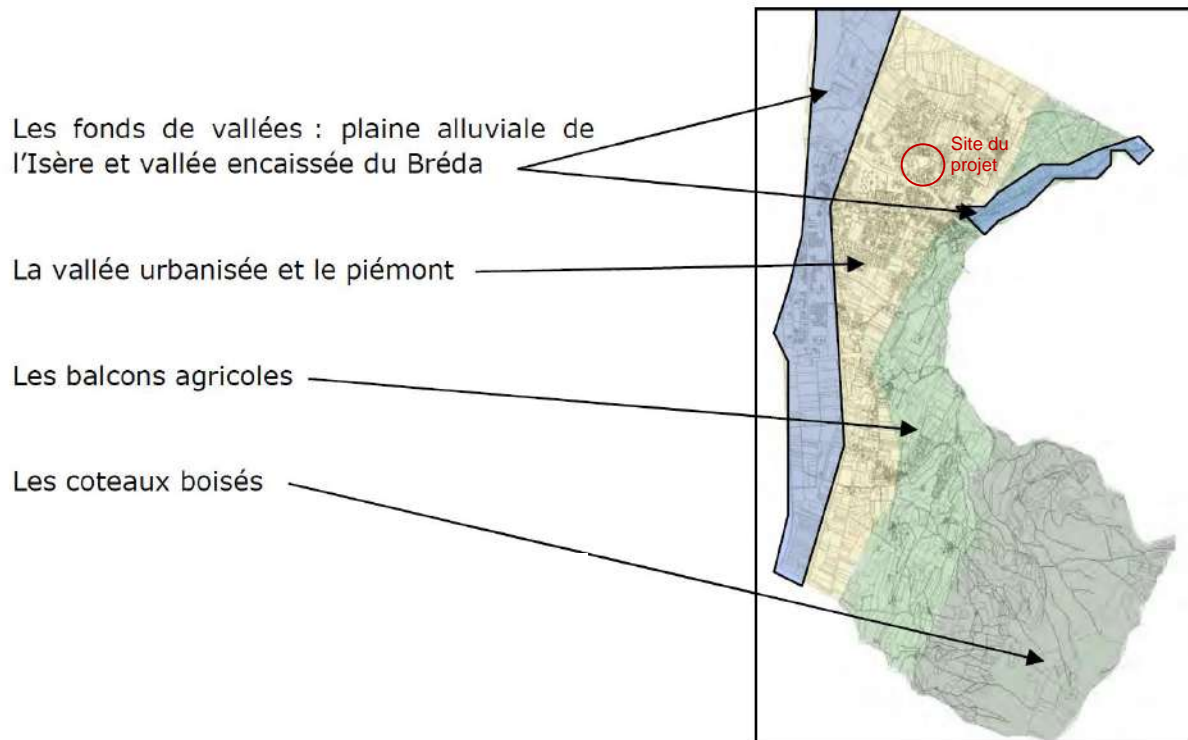 Les fonds de vallées : plaine alluviale de
l'Isère et vallée encaissée du Bréda
Site du
projet
La vallée urbanisée et le piémont
Les balcons agricoles
Les coteaux boisés